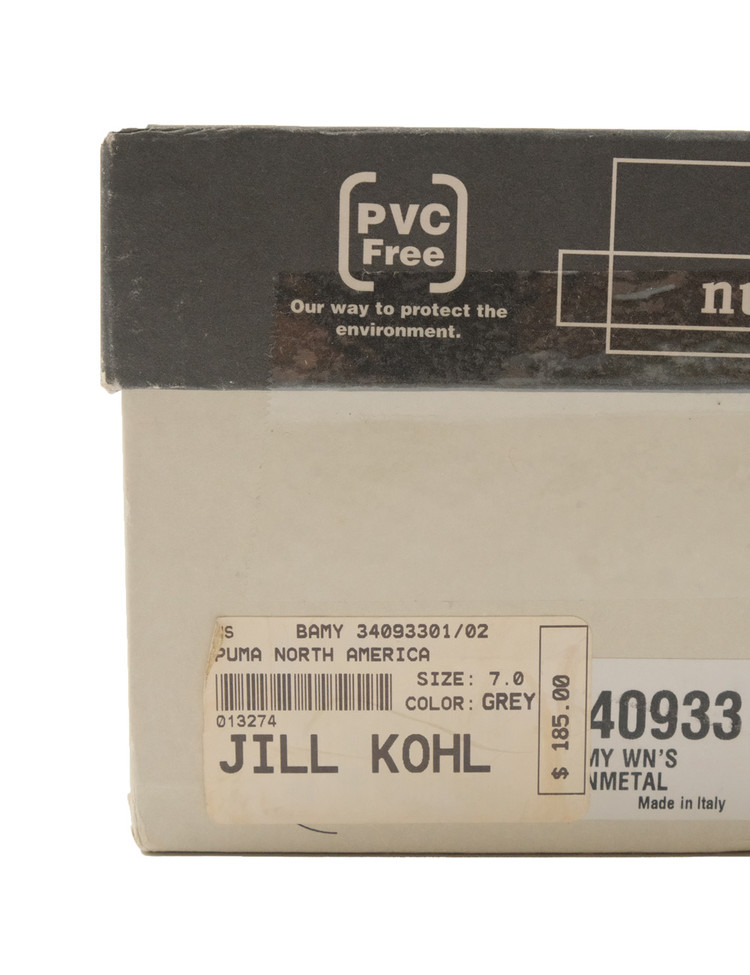 PVC
Free
Our way to protect the
environment.
BAMY 34093301/02
PUMA NORTH AMERICA
SIZE: 7.0
COLOR: GREY
013274
JILL KOHL
$ 185.00
40933
MY WN'S
NMETAL
Made in Italy